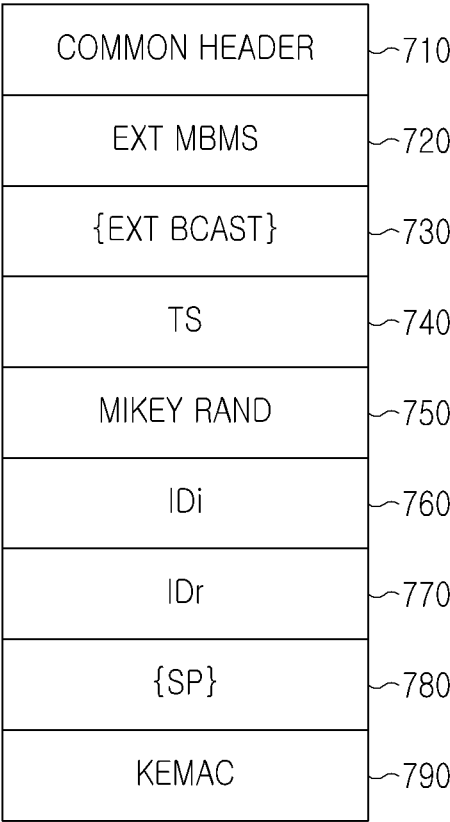 COMMON HEADER 710
EXT MBMS 720
{EXT BCAST} 730
TS 740
MIKEY RAND 750
IDi 760
IDr 770
{SP} 780
KEMAC 790